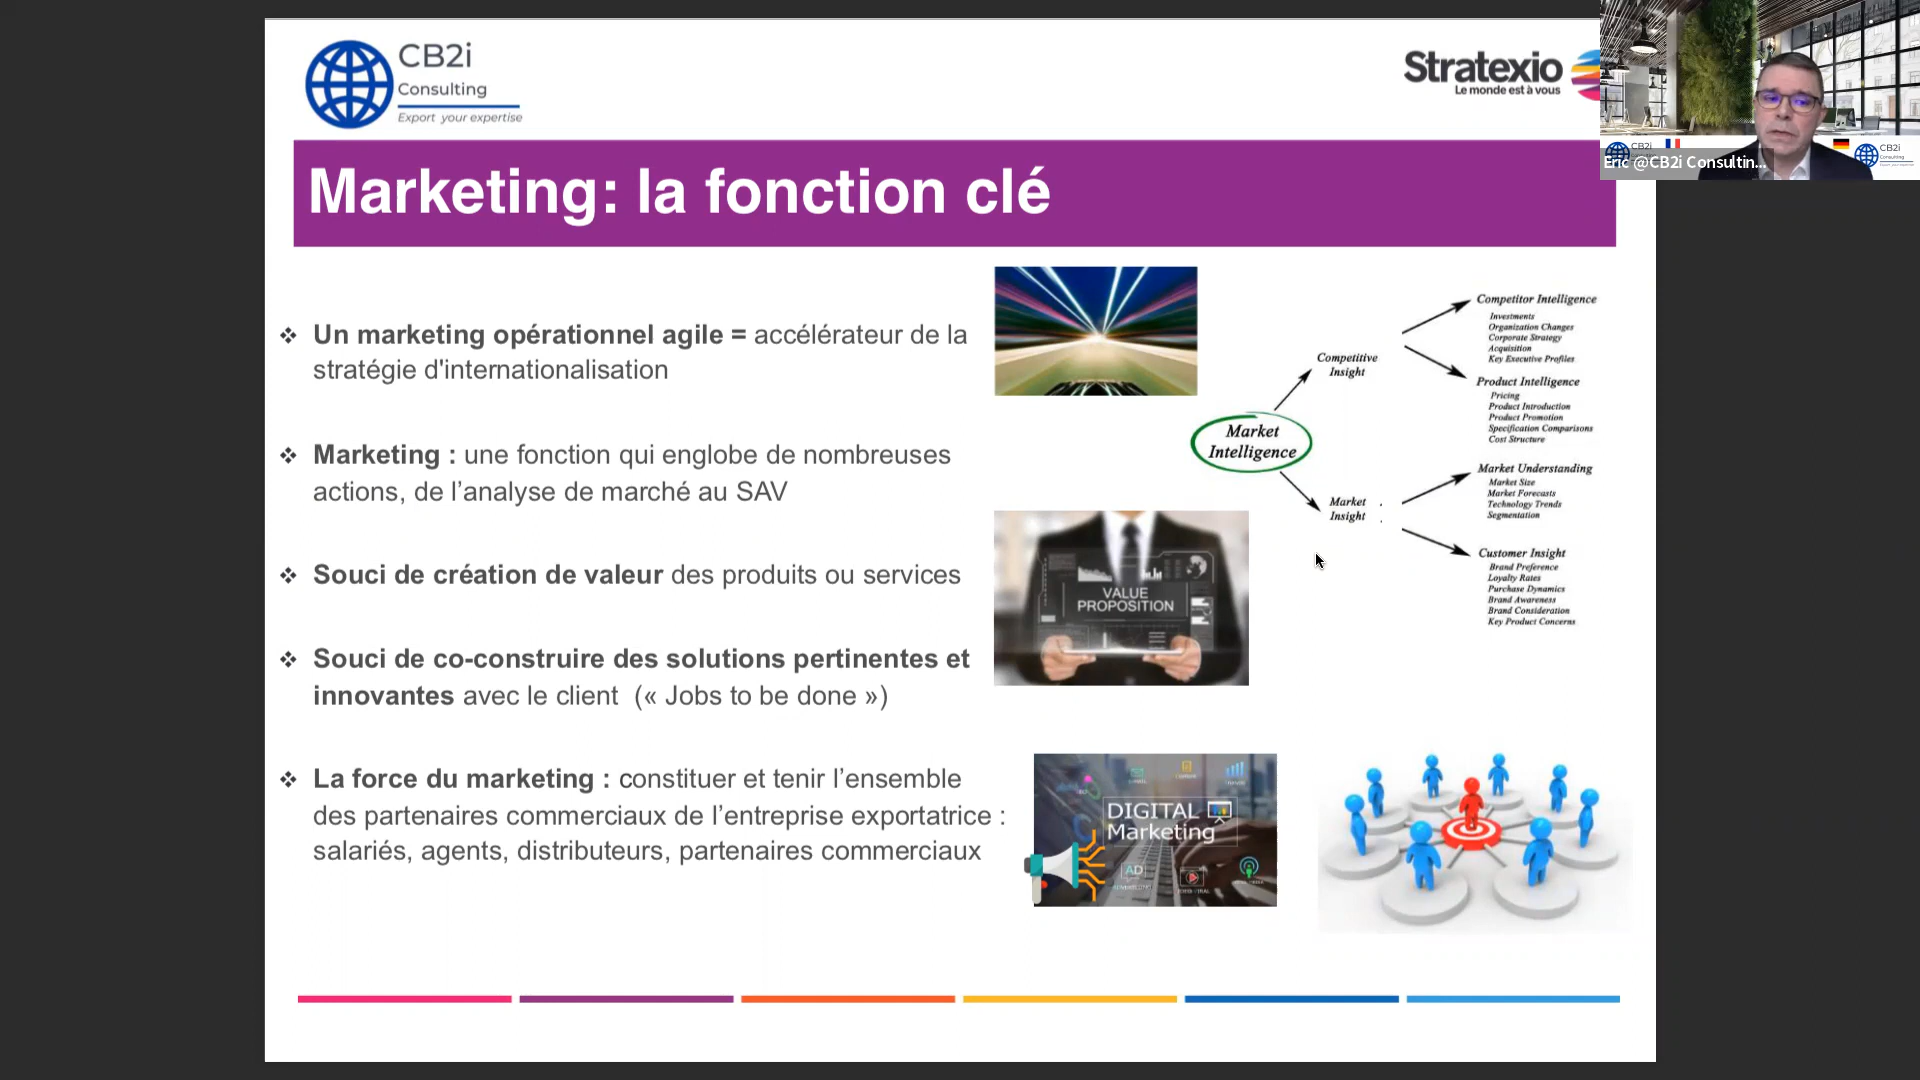 CB2i
Consulting
Export your expertise
Stratexio
Le monde est à vous
CB2i
CB2i
Consulting
Eric @CB2i Consultin...
Marketing: la fonction clé
❖ Un marketing opérationnel agile = accélérateur de la
stratégie d'internationalisation
❖ Marketing : une fonction qui englobe de nombreuses
actions, de l’analyse de marché au SAV
❖ Souci de création de valeur des produits ou services
❖ Souci de co-construire des solutions pertinentes et
innovantes avec le client (« Jobs to be done »)
❖ La force du marketing : constituer et tenir l’ensemble
des partenaires commerciaux de l’entreprise exportatrice :
salariés, agents, distributeurs, partenaires commerciaux
Market
Intelligence
Competitive
Insight
Market
Insight
Competitor Intelligence
Investments
Organization Changes
Corporate Strategy
Acquisition
Key Executive Profiles
Product Intelligence
Pricing
Product Introduction
Product Promotion
Specification Comparisons
Cost Structure
Market Understanding
Market Size
Market Forecasts
Technology Trends
Segmentation
Customer Insight
Brand Preference
Loyalty Rates
Purchase Dynamics
Brand Awareness
Brand Consideration
Key Product Concerns
VALUE
PROPOSITION
DIGITAL
Marketing
AD